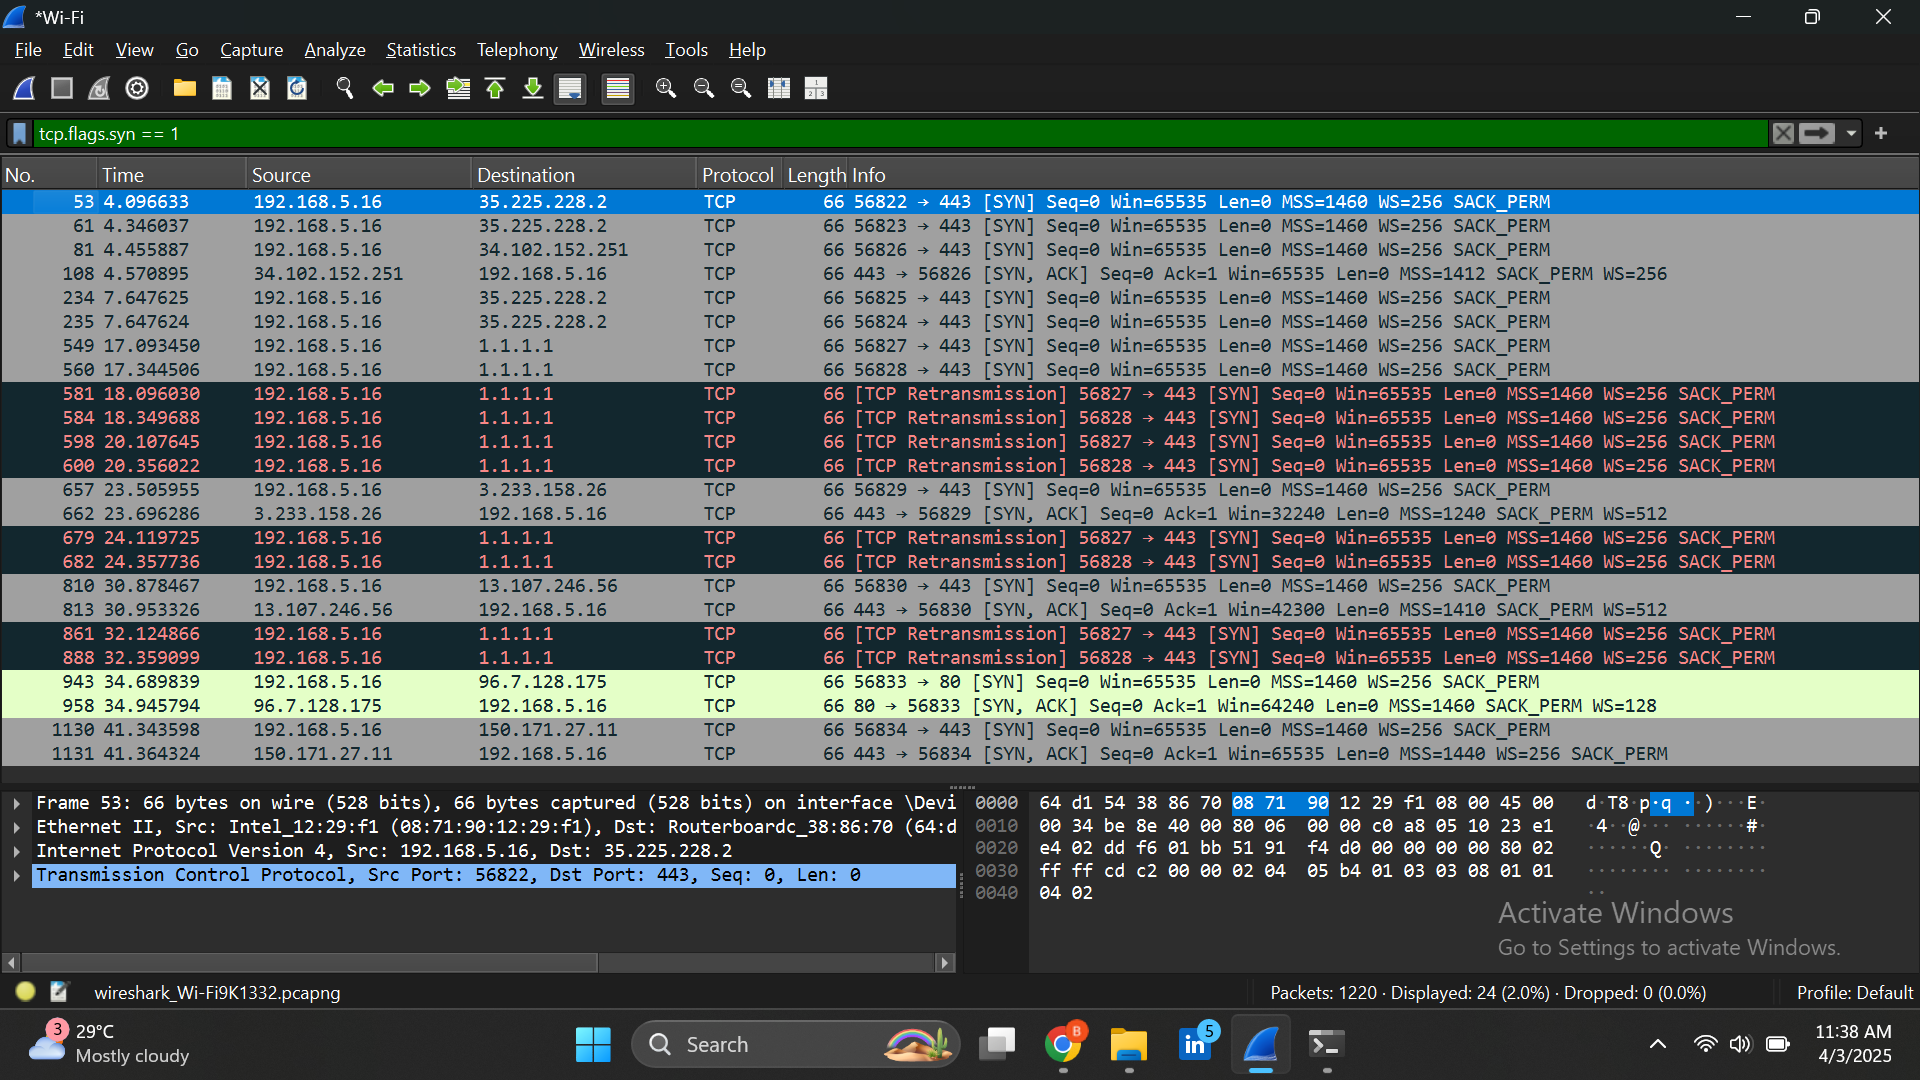 *Wi-Fi
File Edit View Go Capture Analyze Statistics Telephony Wireless Tools Help
tcp.flags.syn == 1
No. Time Source Destination Protocol Length Info
53 4.096633 192.168.5.16 35.225.228.2 TCP 66 56822 → 443 [SYN] Seq=0 Win=65535 Len=0 MSS=1460 WS=256 SACK_PERM
61 4.346037 192.168.5.16 35.225.228.2 TCP 66 56823 → 443 [SYN] Seq=0 Win=65535 Len=0 MSS=1460 WS=256 SACK_PERM
81 4.455887 192.168.5.16 34.102.152.251 TCP 66 56826 → 443 [SYN] Seq=0 Win=65535 Len=0 MSS=1460 WS=256 SACK_PERM
108 4.570895 34.102.152.251 192.168.5.16 TCP 66 443 → 56826 [SYN, ACK] Seq=0 Ack=1 Win=65535 Len=0 MSS=1412 SACK_PERM WS=256
234 7.647625 192.168.5.16 35.225.228.2 TCP 66 56825 → 443 [SYN] Seq=0 Win=65535 Len=0 MSS=1460 WS=256 SACK_PERM
235 7.647624 192.168.5.16 35.225.228.2 TCP 66 56824 → 443 [SYN] Seq=0 Win=65535 Len=0 MSS=1460 WS=256 SACK_PERM
549 17.093450 192.168.5.16 1.1.1.1 TCP 66 56827 → 443 [SYN] Seq=0 Win=65535 Len=0 MSS=1460 WS=256 SACK_PERM
560 17.344506 192.168.5.16 1.1.1.1 TCP 66 56828 → 443 [SYN] Seq=0 Win=65535 Len=0 MSS=1460 WS=256 SACK_PERM
581 18.096030 192.168.5.16 1.1.1.1 TCP 66 [TCP Retransmission] 56827 → 443 [SYN] Seq=0 Win=65535 Len=0 MSS=1460 WS=256 SACK_PERM
584 18.349688 192.168.5.16 1.1.1.1 TCP 66 [TCP Retransmission] 56828 → 443 [SYN] Seq=0 Win=65535 Len=0 MSS=1460 WS=256 SACK_PERM
598 20.107645 192.168.5.16 1.1.1.1 TCP 66 [TCP Retransmission] 56827 → 443 [SYN] Seq=0 Win=65535 Len=0 MSS=1460 WS=256 SACK_PERM
600 20.356022 192.168.5.16 1.1.1.1 TCP 66 [TCP Retransmission] 56828 → 443 [SYN] Seq=0 Win=65535 Len=0 MSS=1460 WS=256 SACK_PERM
657 23.505955 192.168.5.16 3.233.158.26 TCP 66 56829 → 443 [SYN] Seq=0 Win=65535 Len=0 MSS=1460 WS=256 SACK_PERM
662 23.696286 3.233.158.26 192.168.5.16 TCP 66 443 → 56829 [SYN, ACK] Seq=0 Ack=1 Win=32240 Len=0 MSS=1240 SACK_PERM WS=512
679 24.119725 192.168.5.16 1.1.1.1 TCP 66 [TCP Retransmission] 56827 → 443 [SYN] Seq=0 Win=65535 Len=0 MSS=1460 WS=256 SACK_PERM
682 24.357736 192.168.5.16 1.1.1.1 TCP 66 [TCP Retransmission] 56828 → 443 [SYN] Seq=0 Win=65535 Len=0 MSS=1460 WS=256 SACK_PERM
810 30.878467 192.168.5.16 13.107.246.56 TCP 66 56830 → 443 [SYN] Seq=0 Win=65535 Len=0 MSS=1460 WS=256 SACK_PERM
813 30.953326 13.107.246.56 192.168.5.16 TCP 66 443 → 56830 [SYN, ACK] Seq=0 Ack=1 Win=42300 Len=0 MSS=1410 SACK_PERM WS=512
861 32.124866 192.168.5.16 1.1.1.1 TCP 66 [TCP Retransmission] 56827 → 443 [SYN] Seq=0 Win=65535 Len=0 MSS=1460 WS=256 SACK_PERM
888 32.359099 192.168.5.16 1.1.1.1 TCP 66 [TCP Retransmission] 56828 → 443 [SYN] Seq=0 Win=65535 Len=0 MSS=1460 WS=256 SACK_PERM
943 34.689839 192.168.5.16 96.7.128.175 TCP 66 56833 → 80 [SYN] Seq=0 Win=65535 Len=0 MSS=1460 WS=256 SACK_PERM
958 34.945794 96.7.128.175 192.168.5.16 TCP 66 80 → 56833 [SYN, ACK] Seq=0 Ack=1 Win=64240 Len=0 MSS=1460 SACK_PERM WS=128
1130 41.343598 192.168.5.16 150.171.27.11 TCP 66 56834 → 443 [SYN] Seq=0 Win=65535 Len=0 MSS=1460 WS=256 SACK_PERM
1131 41.364324 150.171.27.11 192.168.5.16 TCP 66 443 → 56834 [SYN, ACK] Seq=0 Ack=1 Win=65535 Len=0 MSS=1440 WS=256 SACK_PERM
Frame 53: 66 bytes on wire (528 bits), 66 bytes captured (528 bits) on interface \Devi
Ethernet II, Src: Intel_12:29:f1 (08:71:90:12:29:f1), Dst: Routerboardc_38:86:70 (64:d
Internet Protocol Version 4, Src: 192.168.5.16, Dst: 35.225.228.2
Transmission Control Protocol, Src Port: 56822, Dst Port: 443, Seq: 0, Len: 0
0000 64 d1 54 38 86 70 08 71 90 12 29 f1 08 00 45 00 d·T8·p·q ··)···E·
0010 00 34 be 8e 40 00 80 06 00 00 c0 a8 05 10 23 e1 ·4··@··· ······#·
0020 e4 02 dd f6 01 bb 51 91 f4 d0 00 00 00 00 80 02 ······Q· ········
0030 ff ff cd c2 00 00 02 04 05 b4 01 03 03 08 01 01 ········ ········
0040 04 02 ··
Activate Windows
Go to Settings to activate Windows.
wireshark_Wi-Fi9K1332.pcapng
Packets: 1220 · Displayed: 24 (2.0%) · Dropped: 0 (0.0%)
Profile: Default
3
29°C
Mostly cloudy
Search
B
in
5
11:38 AM
4/3/2025